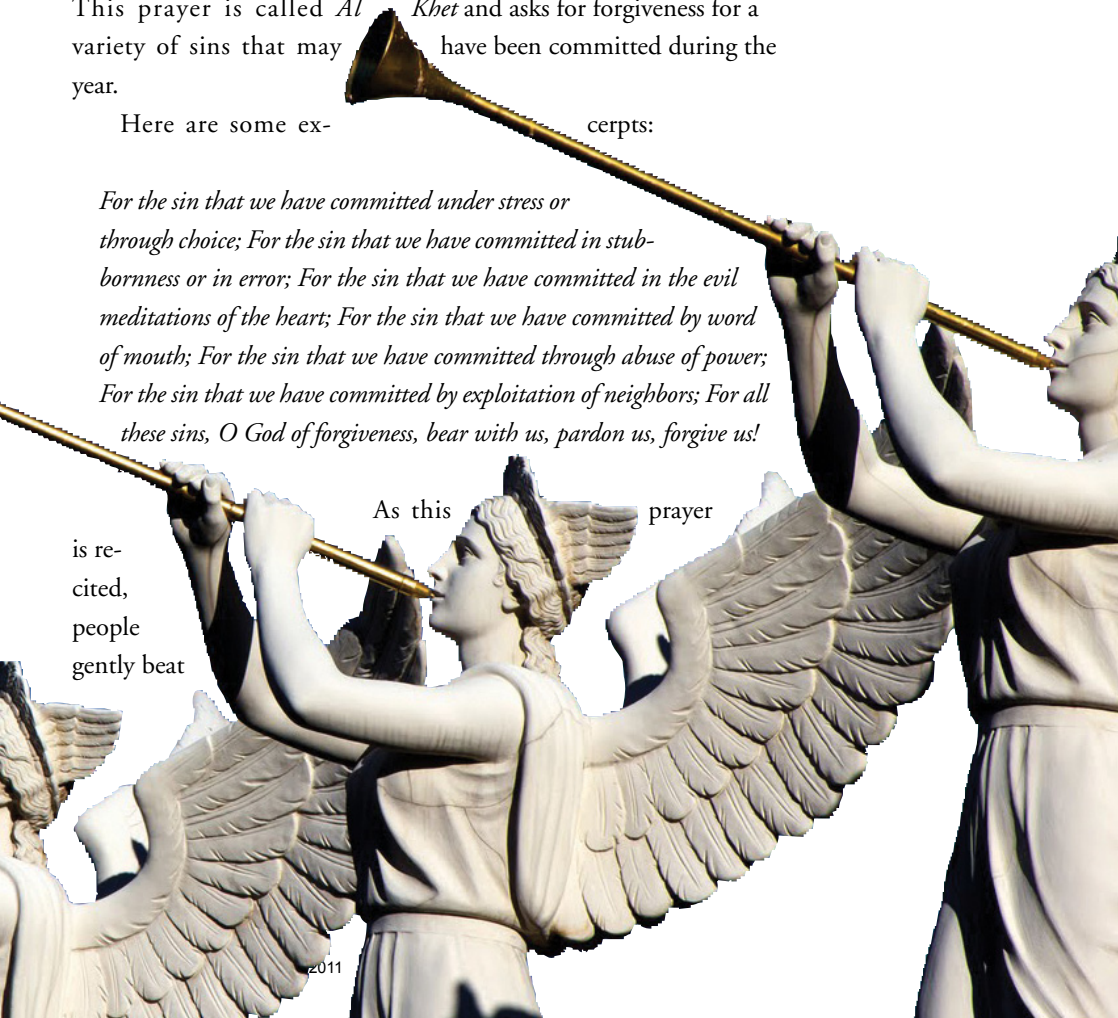 This prayer is called Al Khet and asks for forgiveness for a
variety of sins that may have been committed during the
year.
Here are some ex- cerpts:
For the sin that we have committed under stress or
through choice; For the sin that we have committed in stub-
bornness or in error; For the sin that we have committed in the evil
meditations of the heart; For the sin that we have committed by word
of mouth; For the sin that we have committed through abuse of power;
For the sin that we have committed by exploitation of neighbors; For all
these sins, O God of forgiveness, bear with us, pardon us, forgive us!
As this prayer
is re-
cited,
people
gently beat
2011